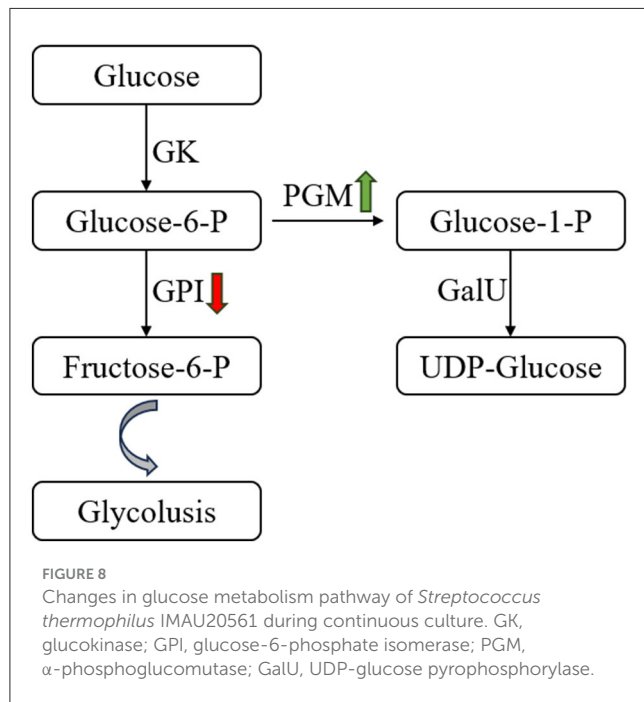 Glucose
GK
Glucose-6-P
PGM
Glucose-1-P
GPI
GalU
Fructose-6-P
UDP-Glucose
Glycolusis
FIGURE 8
Changes in glucose metabolism pathway of Streptococcus
thermophilus IMAU20561 during continuous culture. GK,
glucokinase; GPI, glucose-6-phosphate isomerase; PGM,
α-phosphoglucomutase; GalU, UDP-glucose pyrophosphorylase.